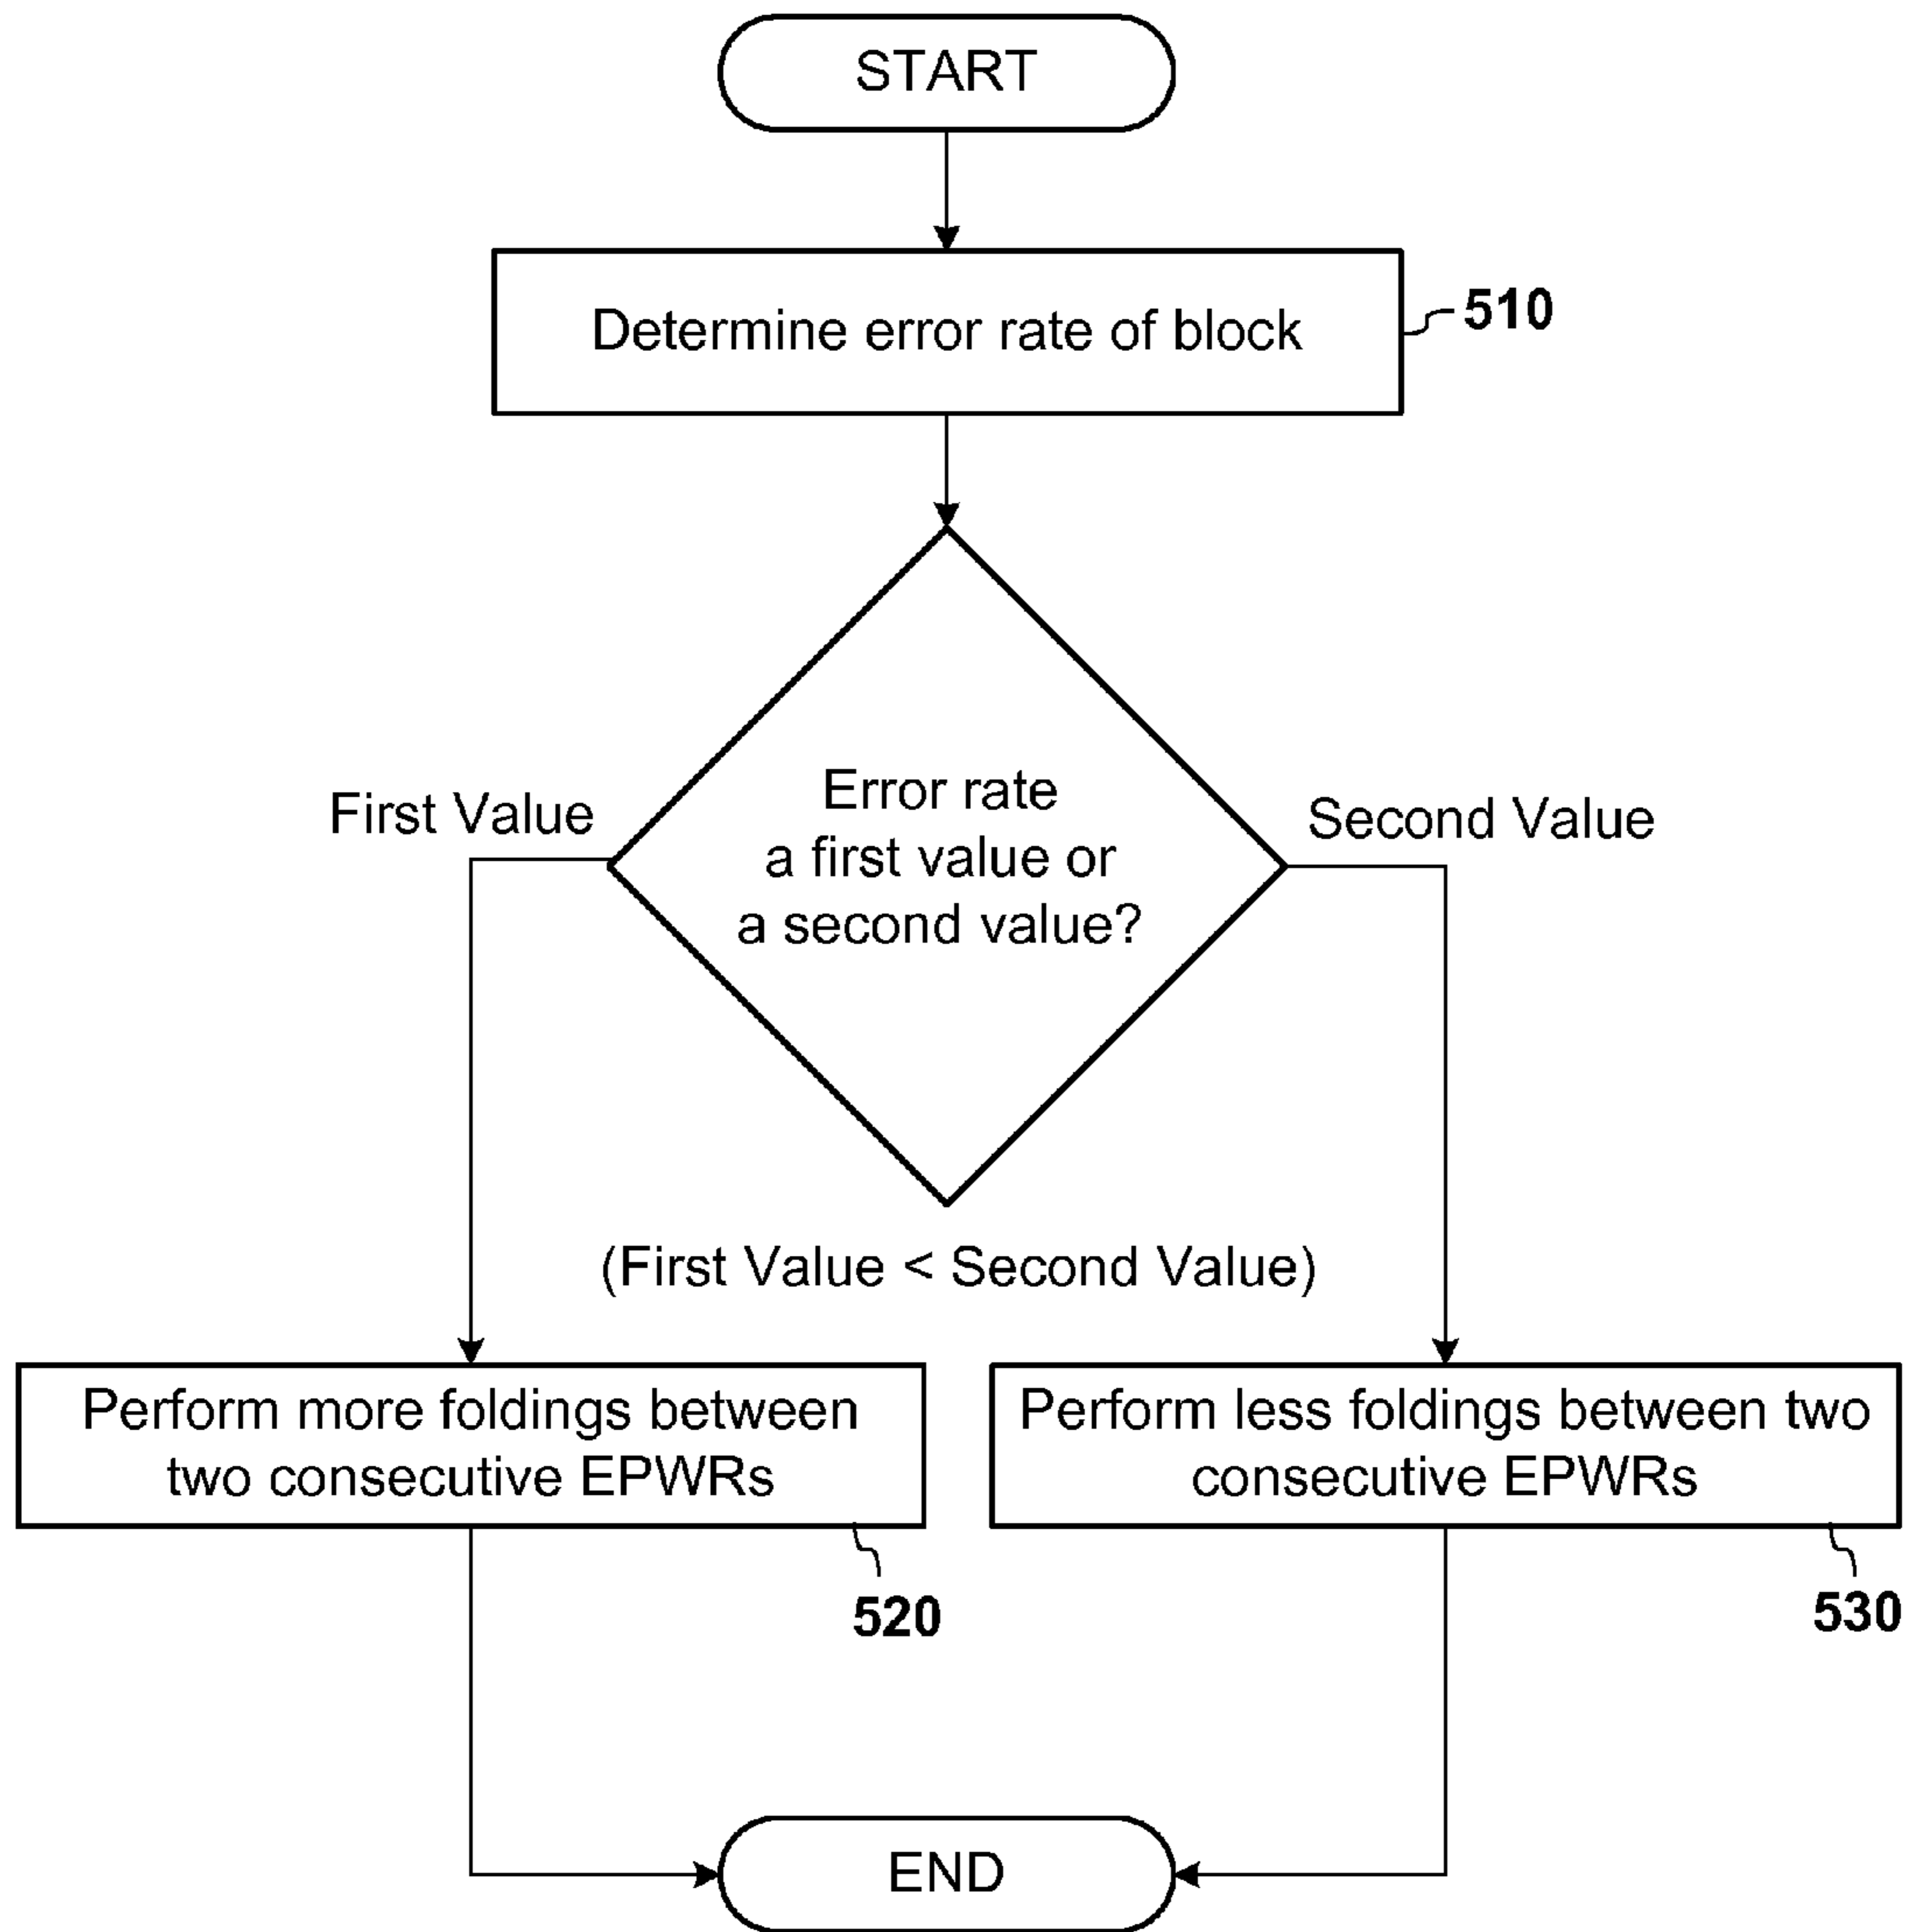 START
Determine error rate of block
510
Error rate
a first value or
a second value?
First Value
Second Value
(First Value < Second Value)
Perform more foldings between
two consecutive EPWRs
520
Perform less foldings between two
consecutive EPWRs
530
END